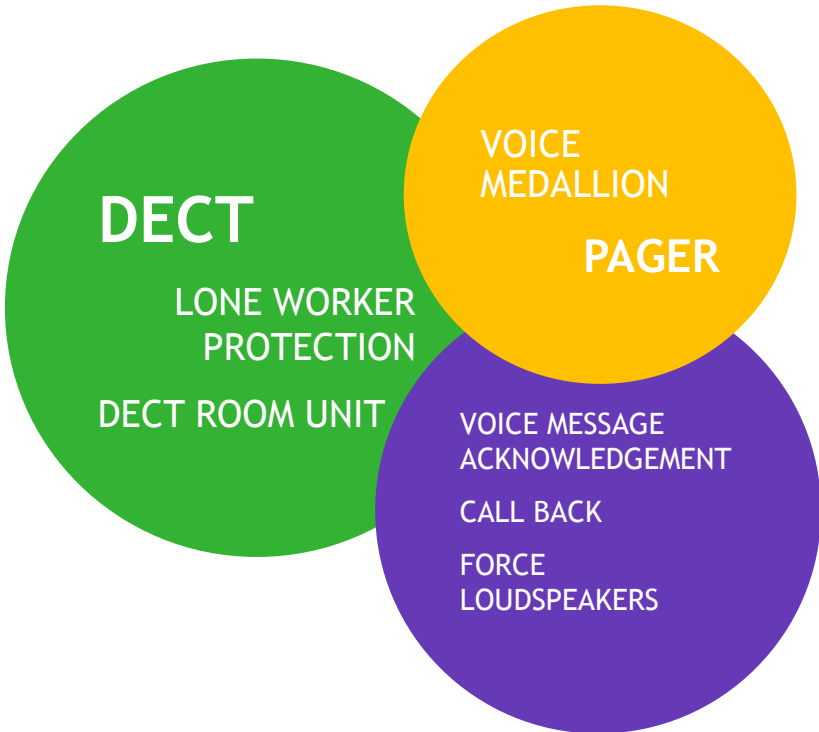 DECT
LONE WORKER
PROTECTION
DECT ROOM UNIT
VOICE
MEDALLION
PAGER
VOICE MESSAGE
ACKNOWLEDGEMENT
CALL BACK
FORCE
LOUDSPEAKERS